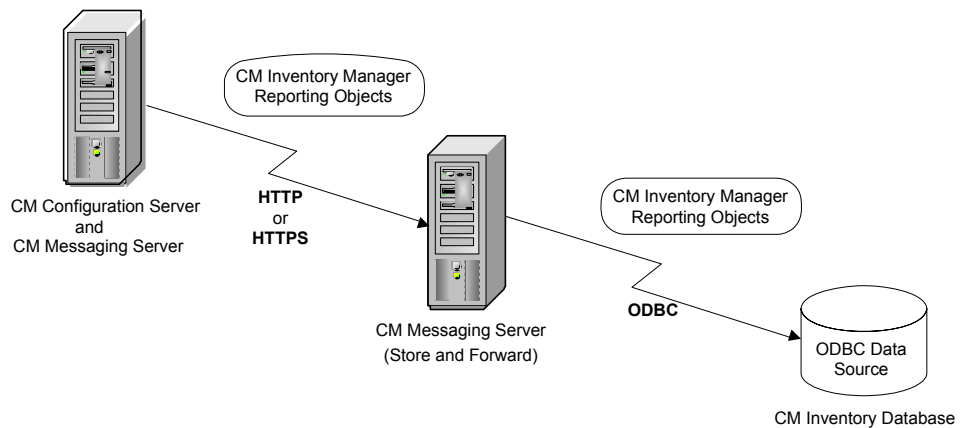 CM Inventory Manager
Reporting Objects
CM Configuration Server
and
CM Messaging Server
HTTP
or
HTTPS
CM Inventory Manager
Reporting Objects
CM Messaging Server
(Store and Forward)
ODBC
ODBC Data
Source
CM Inventory Database